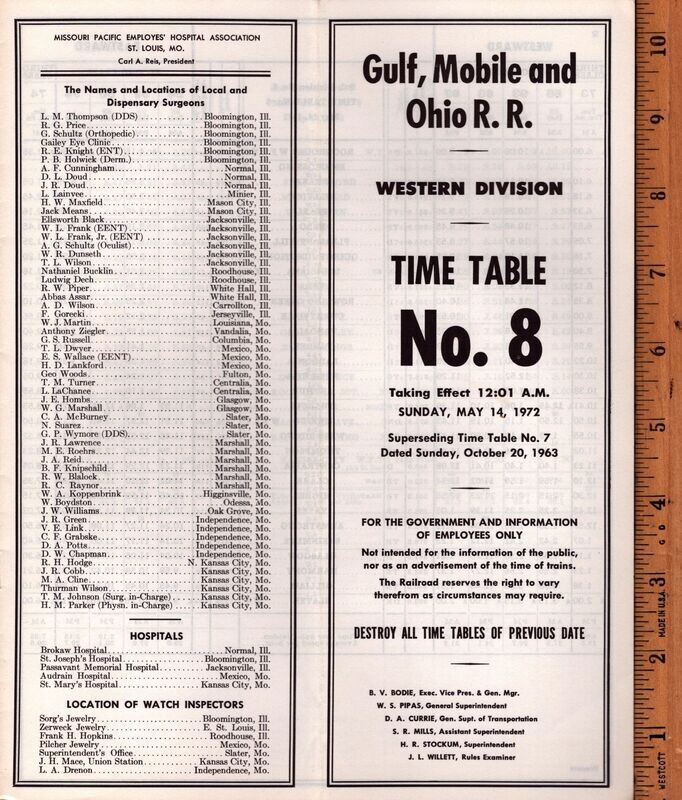 MISSOURI PACIFIC EMPLOYES' HOSPITAL ASSOCIATION
ST. LOUIS, MO.
Carl A. Reis, President
The Names and Locations of Local and
Dispensary Surgeons
L. M. Thompson (DDS) Bloomington, Ill.
R. G. Price Bloomington, Ill.
G. Schultz (Orthopedic) Bloomington, Ill.
Gailey Eye Clinic Bloomington, Ill.
R. E. Knight (ENT) Bloomington, Ill.
P. B. Holwick (Derm.) Bloomington, Ill.
A. F. Cunningham Normal, Ill.
D. L. Doud Normal, Ill.
J. R. Doud Normal, Ill.
L. Lainvee Minier, Ill.
H. W. Maxfield Mason City, Ill.
Jack Means Mason City, Ill.
Ellsworth Black Jacksonville, Ill.
W. L. Frank (EENT) Jacksonville, Ill.
W. L. Frank, Jr. (EENT) Jacksonville, Ill.
A. G. Schultz (Oculist) Jacksonville, Ill.
W. R. Dunseth Jacksonville, Ill.
T. L. Wilson Jacksonville, Ill.
Nathaniel Bucklin Roodhouse, Ill.
Ludwig Dech Roodhouse, Ill.
R. W. Piper White Hall, Ill.
Abbas Assar White Hall, Ill.
A. D. Wilson Carrollton, Ill.
F. Gorecki Jerseyville, Ill.
W. J. Martin Louisiana, Mo.
Anthony Ziegler Vandalia, Mo.
G. S. Russell Columbia, Mo.
T. L. Dwyer Mexico, Mo.
E. S. Wallace (EENT) Mexico, Mo.
H. D. Lankford Mexico, Mo.
Geo Woods Fulton, Mo.
T. M. Turner Centralia, Mo.
L. LaChance Centralia, Mo.
J. E. Hombs Glasgow, Mo.
W. G. Marshall Glasgow, Mo.
C. A. McBurney Slater, Mo.
N. Suarez Slater, Mo.
G. P. Wymore (DDS) Slater, Mo.
J. R. Lawrence Marshall, Mo.
M. E. Roehrs Marshall, Mo.
J. A. Reid Marshall, Mo.
B. F. Knipschild Marshall, Mo.
R. W. Blalock Marshall, Mo.
R. C. Raynor Marshall, Mo.
W. A. Koppenbrink Higginsville, Mo.
W. Boydston Odessa, Mo.
J. W. Williams Oak Grove, Mo.
J. R. Green Independence, Mo.
V. E. Link Independence, Mo.
C. F. Grabske Independence, Mo.
D. A. Potts Independence, Mo.
D. W. Chapman Independence, Mo.
R. H. Hodge N. Kansas City, Mo.
J. R. Cobb Kansas City, Mo.
M. A. Cline Kansas City, Mo.
Thurman Wilson Kansas City, Mo.
T. M. Johnson (Surg. in-Charge) Kansas City, Mo.
H. M. Parker (Physn. in-Charge) Kansas City, Mo.
HOSPITALS
Brokaw Hospital Normal, Ill.
St. Joseph's Hospital Bloomington, Ill.
Passavant Memorial Hospital Jacksonville, Ill.
Audrain Hospital Mexico, Mo.
St. Mary's Hospital Kansas City, Mo.
LOCATION OF WATCH INSPECTORS
Sorg's Jewelry Bloomington, Ill.
Zerweck Jewelry E. St. Louis, Ill.
Frank H. Hopkins Roodhouse, Ill.
Pilcher Jewelry Mexico, Mo.
Superintendent's Office Slater, Mo.
J. H. Mace, Union Station Kansas City, Mo.
L. A. Drenon Independence, Mo.
Gulf, Mobile and
Ohio R. R.
WESTERN DIVISION
TIME TABLE
No. 8
Taking Effect 12:01 A.M.
SUNDAY, MAY 14, 1972
Superseding Time Table No. 7
Dated Sunday, October 20, 1963
FOR THE GOVERNMENT AND INFORMATION
OF EMPLOYEES ONLY
Not intended for the information of the public,
nor as an advertisement of the time of trains.
The Railroad reserves the right to vary
therefrom as circumstances may require.
DESTROY ALL TIME TABLES OF PREVIOUS DATE
B. V. BODIE, Exec. Vice Pres. & Gen. Mgr.
W. S. PIPAS, General Superintendent
D. A. CURRIE, Gen. Supt. of Transportation
S. R. MILLS, Assistant Superintendent
H. R. STOCKUM, Superintendent
J. L. WILLETT, Rules Examiner
WESTCOTT 1 2 MADE IN U.S.A. 3 4 5 6 7 8 9 10